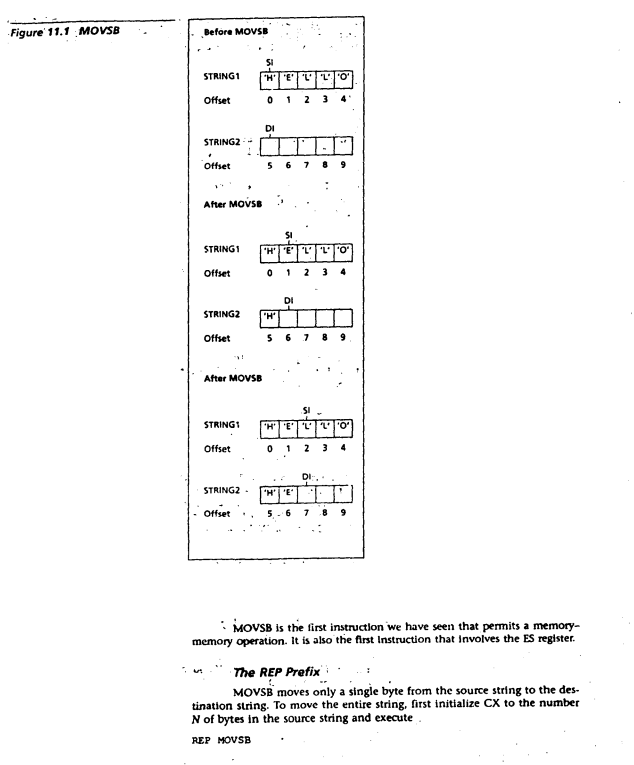 Figure 11.1 MOVSB
Before MOVSB
SI
STRING1 'H' 'E' 'L' 'L' 'O'
Offset 0 1 2 3 4
DI
STRING2
Offset 5 6 7 8 9
After MOVSB
SI
STRING1 'H' 'E' 'L' 'L' 'O'
Offset 0 1 2 3 4
DI
STRING2 'H'
Offset 5 6 7 8 9
After MOVSB
SI
STRING1 'H' 'E' 'L' 'L' 'O'
Offset 0 1 2 3 4
DI
STRING2 'H' 'E'
Offset 5 6 7 8 9
MOVSB is the first instruction we have seen that permits a memory–
memory operation. It is also the first instruction that involves the ES register.
The REP Prefix
MOVSB moves only a single byte from the source string to the des-
tination string. To move the entire string, first initialize CX to the number
N of bytes in the source string and execute
REP MOVSB